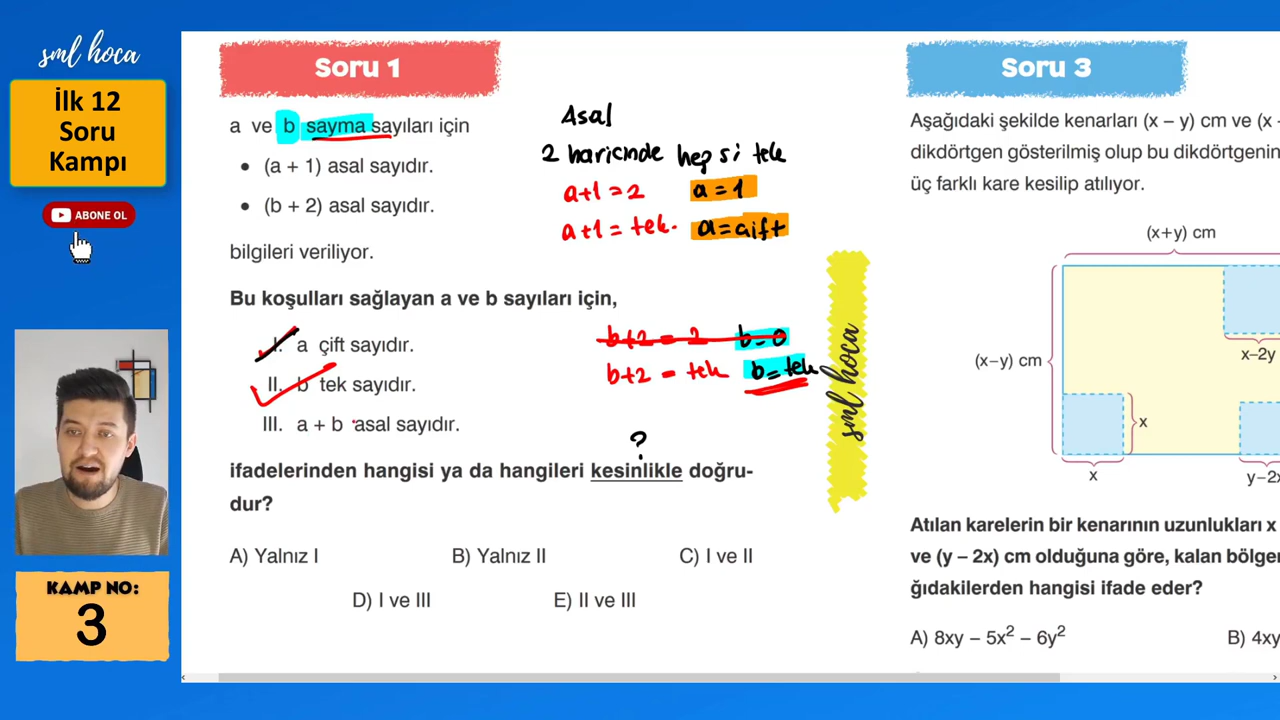 sml hoca
İlk 12
Soru
Kampı
ABONE OL
KAMP NO:
3
Soru 1
a ve b sayma sayıları için
• (a + 1) asal sayıdır.
• (b + 2) asal sayıdır.
bilgileri veriliyor.
Bu koşulları sağlayan a ve b sayıları için,
I. a çift sayıdır.
II. b tek sayıdır.
III. a + b asal sayıdır.
ifadelerinden hangisi ya da hangileri kesinlikle doğru-
dur?
A) Yalnız I B) Yalnız II C) I ve II
D) I ve III E) II ve III
Asal
2 haricinde hepsi tek
a+1 = 2 a = 1
a+1 = tek. a = çift
b+2 = 2 b = 0
b+2 = tek b = tek
?
sml hoca
Soru 3
Aşağıdaki şekilde kenarları (x – y) cm ve (x -
dikdörtgen gösterilmiş olup bu dikdörtgenin
üç farklı kare kesilip atılıyor.
(x+y) cm
x–2y
(x–y) cm
x
x
y–2x
Atılan karelerin bir kenarının uzunlukları x
ve (y – 2x) cm olduğuna göre, kalan bölgen
ğıdakilerden hangisi ifade eder?
A) 8xy – 5x² – 6y² B) 4xy